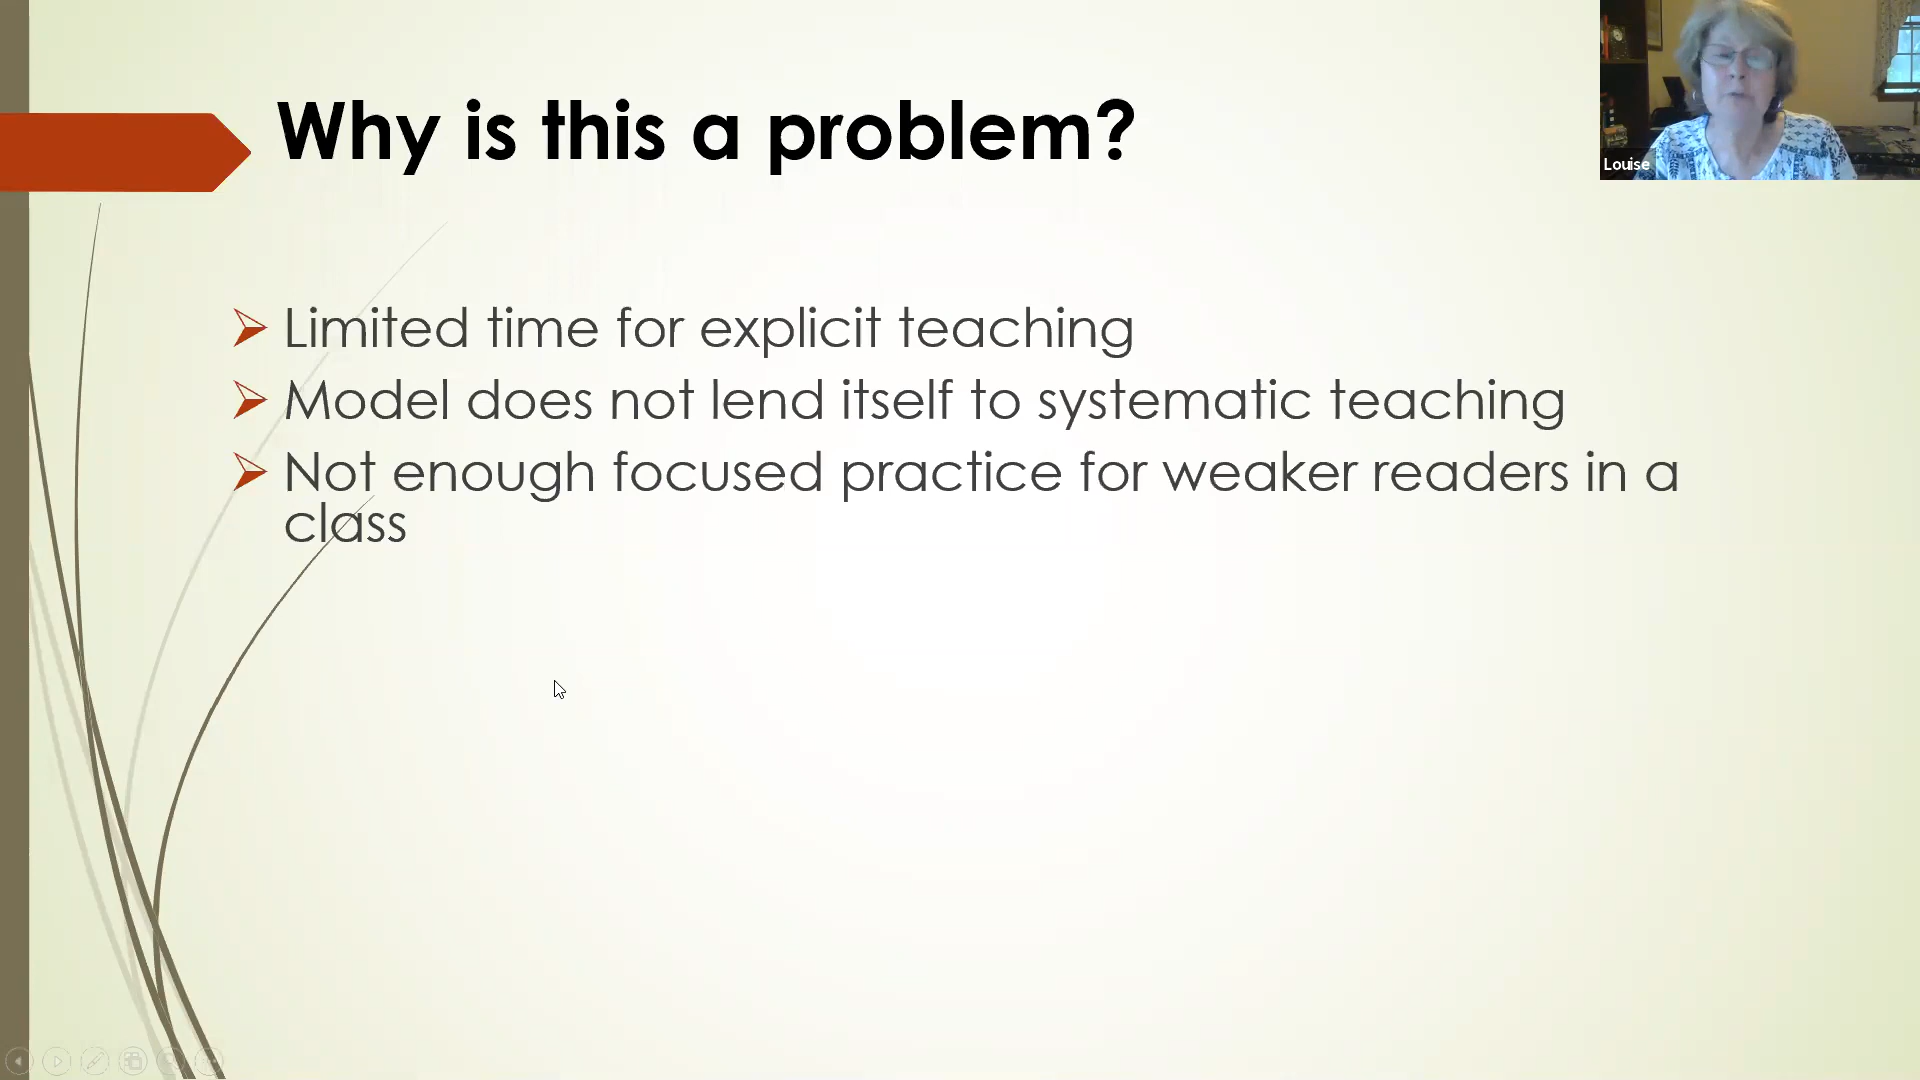 Why is this a problem?
Louise
Limited time for explicit teaching
Model does not lend itself to systematic teaching
Not enough focused practice for weaker readers in a
class